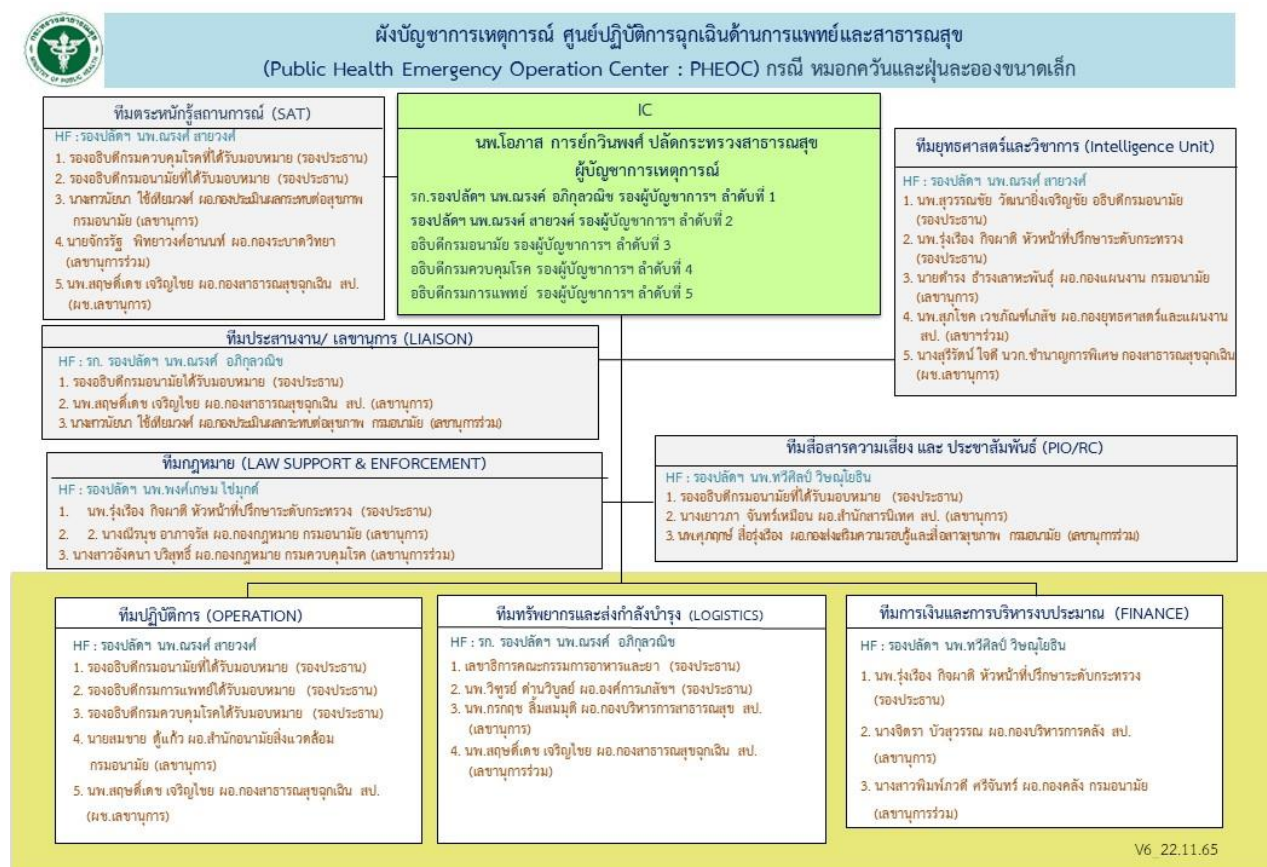 ผังบัญชาการเหตุการณ์ ศูนย์ปฏิบัติการฉุกเฉินด้านการแพทย์และสาธารณสุข
(Public Health Emergency Operation Center : PHEOC) กรณี หมอกควันและฝุ่นละอองขนาดเล็ก
กระทรวงสาธารณสุข
MINISTRY OF PUBLIC HEALTH
ทีมตระหนักรู้สถานการณ์ (SAT)
HF : รองปลัดฯ นพ.ณรงค์ สายวงศ์
1. รองอธิบดีกรมควบคุมโรคที่ได้รับมอบหมาย (รองประธาน)
2. รองอธิบดีกรมอนามัยที่ได้รับมอบหมาย (รองประธาน)
3. นางสาวนัยนา ใช้เทียมวงศ์ ผอ.กองประเมินผลกระทบต่อสุขภาพ
กรมอนามัย (เลขานุการ)
4. นายจักรรัฐ พิทยาวงศ์อานนท์ ผอ.กองระบาดวิทยา
(เลขานุการร่วม)
5. นพ.สฤษดิ์เดช เจริญไชย ผอ.กองสาธารณสุขฉุกเฉิน สป.
(ผช.เลขานุการ)
IC
นพ.โอภาส การย์กวินพงศ์ ปลัดกระทรวงสาธารณสุข
ผู้บัญชาการเหตุการณ์
รก.รองปลัดฯ นพ.ณรงค์ อภิกุลวณิช รองผู้บัญชาการฯ ลำดับที่ 1
รองปลัดฯ นพ.ณรงค์ สายวงศ์ รองผู้บัญชาการฯ ลำดับที่ 2
อธิบดีกรมอนามัย รองผู้บัญชาการฯ ลำดับที่ 3
อธิบดีกรมควบคุมโรค รองผู้บัญชาการฯ ลำดับที่ 4
อธิบดีกรมการแพทย์ รองผู้บัญชาการฯ ลำดับที่ 5
ทีมยุทธศาสตร์และวิชาการ (Intelligence Unit)
HF : รองปลัดฯ นพ.ณรงค์ สายวงศ์
1. นพ.สุวรรณชัย วัฒนายิ่งเจริญชัย อธิบดีกรมอนามัย
(รองประธาน)
2. นพ.รุ่งเรือง กิจผาติ หัวหน้าที่ปรึกษาระดับกระทรวง
(รองประธาน)
3. นายดำรง ธำรงเลาหะพันธุ์ ผอ.กองแผนงาน กรมอนามัย
(เลขานุการ)
4. นพ.สุภโชค เวชภัณฑ์เภสัช ผอ.กองยุทธศาสตร์และแผนงาน
สป. (เลขาฯร่วม)
5. นางสุรีรัตน์ ใจดี นวก.ชำนาญการพิเศษ กองสาธารณสุขฉุกเฉิน
(ผช.เลขานุการ)
ทีมประสานงาน/ เลขานุการ (LIAISON)
HF : รก. รองปลัดฯ นพ.ณรงค์ อภิกุลวณิช
1. รองอธิบดีกรมอนามัยได้รับมอบหมาย (รองประธาน)
2. นพ.สฤษดิ์เดช เจริญไชย ผอ.กองสาธารณสุขฉุกเฉิน สป. (เลขานุการ)
3. นางสาวนัยนา ใช้เทียมวงศ์ ผอ.กองประเมินผลกระทบต่อสุขภาพ กรมอนามัย (เลขานุการร่วม)
ทีมกฎหมาย (LAW SUPPORT & ENFORCEMENT)
HF : รองปลัดฯ นพ.พงศ์เกษม ไข่มุกด์
1. นพ.รุ่งเรือง กิจผาติ หัวหน้าที่ปรึกษาระดับกระทรวง (รองประธาน)
2. 2. นางณีรนุช อาภาจรัส ผอ.กองกฎหมาย กรมอนามัย (เลขานุการ)
3. นางสาวอังคนา บริสุทธิ์ ผอ.กองกฎหมาย กรมควบคุมโรค (เลขานุการร่วม)
ทีมสื่อสารความเสี่ยง และ ประชาสัมพันธ์ (PIO/RC)
HF : รองปลัดฯ นพ.ทวีศิลป์ วิษณุโยธิน
1. รองอธิบดีกรมอนามัยที่ได้รับมอบหมาย (รองประธาน)
2. นางเยาวภา จันทร์เหมือน ผอ.สำนักสารนิเทศ สป. (เลขานุการ)
3. นพ.ศุภฤกษ์ สื่อรุ่งเรือง ผอ.กองส่งเสริมความรอบรู้และสื่อสารสุขภาพ กรมอนามัย (เลขานุการร่วม)
ทีมปฏิบัติการ (OPERATION)
HF : รองปลัดฯ นพ.ณรงค์ สายวงศ์
1. รองอธิบดีกรมอนามัยที่ได้รับมอบหมาย (รองประธาน)
2. รองอธิบดีกรมการแพทย์ได้รับมอบหมาย (รองประธาน)
3. รองอธิบดีกรมควบคุมโรคได้รับมอบหมาย (รองประธาน)
4. นายสมชาย ตู้แก้ว ผอ.สำนักอนามัยสิ่งแวดล้อม
กรมอนามัย (เลขานุการ)
5. นพ.สฤษดิ์เดช เจริญไชย ผอ.กองสาธารณสุขฉุกเฉิน สป.
(ผช.เลขานุการ)
ทีมทรัพยากรและส่งกำลังบำรุง (LOGISTICS)
HF : รก. รองปลัดฯ นพ.ณรงค์ อภิกุลวณิช
1. เลขาธิการคณะกรรมการอาหารและยา (รองประธาน)
2. นพ.วิฑูรย์ ด่านวิบูลย์ ผอ.องค์การเภสัชฯ (รองประธาน)
3. นพ.กรกฤช ลิ้มสมมุติ ผอ.กองบริหารการสาธารณสุข สป.
(เลขานุการ)
4. นพ.สฤษดิ์เดช เจริญไชย ผอ.กองสาธารณสุขฉุกเฉิน สป.
(เลขานุการร่วม)
ทีมการเงินและการบริหารงบประมาณ (FINANCE)
HF : รองปลัดฯ นพ.ทวีศิลป์ วิษณุโยธิน
1. นพ.รุ่งเรือง กิจผาติ หัวหน้าที่ปรึกษาระดับกระทรวง
(รองประธาน)
2. นางจิตรา บัวสุวรรณ ผอ.กองบริหารการคลัง สป.
(เลขานุการ)
3. นางสาวพิมพ์ภวดี ศรีจันทร์ ผอ.กองคลัง กรมอนามัย
(เลขานุการร่วม)
V6_22.11.65